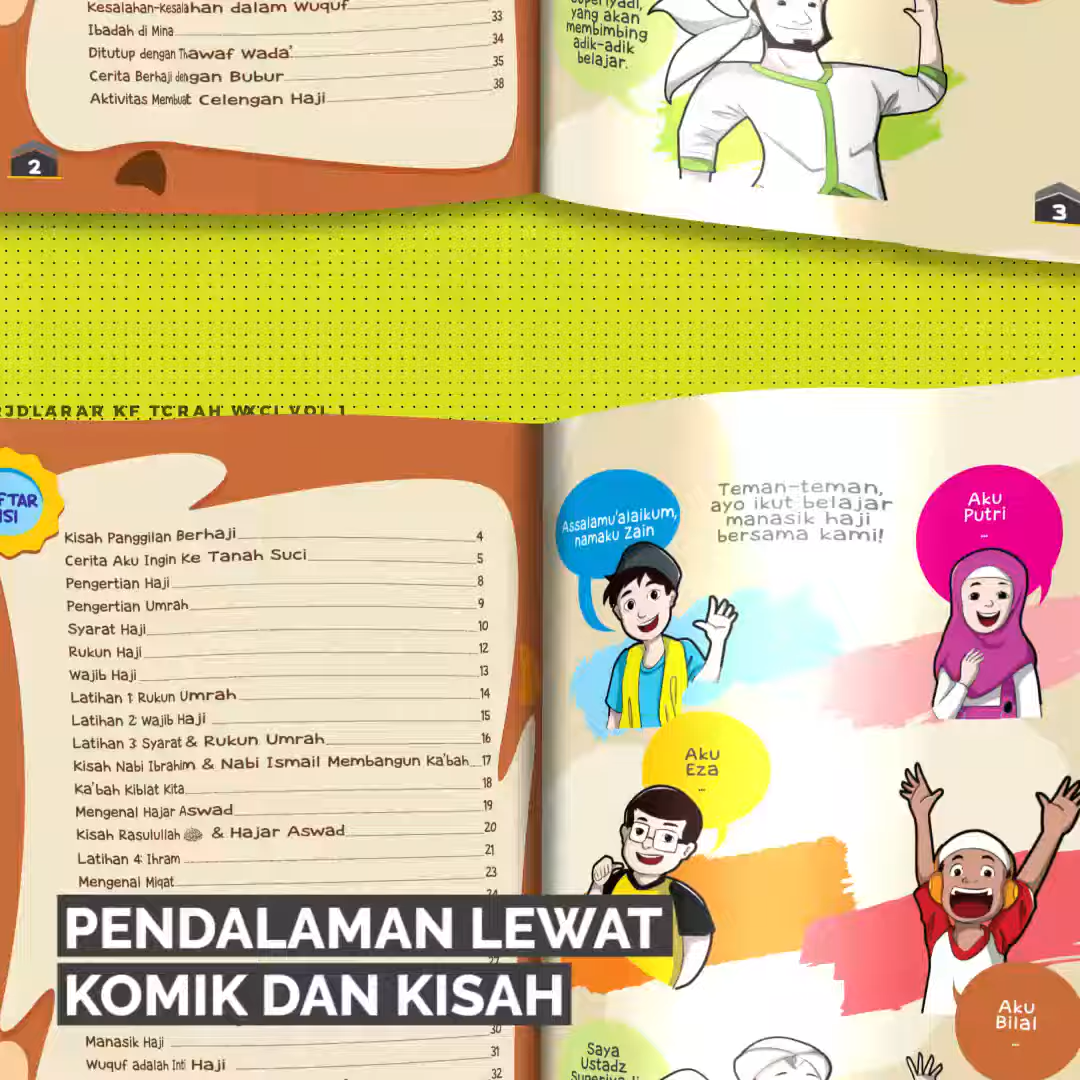 Kesalahan-Kesalahan dalam Wuquf 33
Ibadah di Mina 34
Ditutup dengan Thawaf Wada' 35
Cerita Berhaji dengan Bubur 38
Aktivitas Membuat Celengan Haji
2
yang akan
membimbing
adik-adik
belajar.
3
ISI
Kisah Panggilan Berhaji 4
Cerita Aku Ingin Ke Tanah Suci 5
Pengertian Haji 8
Pengertian Umrah 9
Syarat Haji 10
Rukun Haji 12
Wajib Haji 13
Latihan 1: Rukun Umrah 14
Latihan 2: Wajib Haji 15
Latihan 3: Syarat & Rukun Umrah 16
Kisah Nabi Ibrahim & Nabi Ismail Membangun Ka'bah 17
Ka'bah Kiblat Kita 18
Mengenal Hajar Aswad 19
Kisah Rasulullah ﷺ & Hajar Aswad 20
Latihan 4: Ihram 21
Mengenal Miqat 23
PENDALAMAN LEWAT
KOMIK DAN KISAH
30
Manasik Haji 31
Wuquf adalah Inti Haji 32
Assalamu'alaikum,
namaku Zain
Teman-teman,
ayo ikut belajar
manasik haji
bersama kami!
Aku
Putri
...
Aku
Eza
...
Aku
Bilal
...
Saya
Ustadz